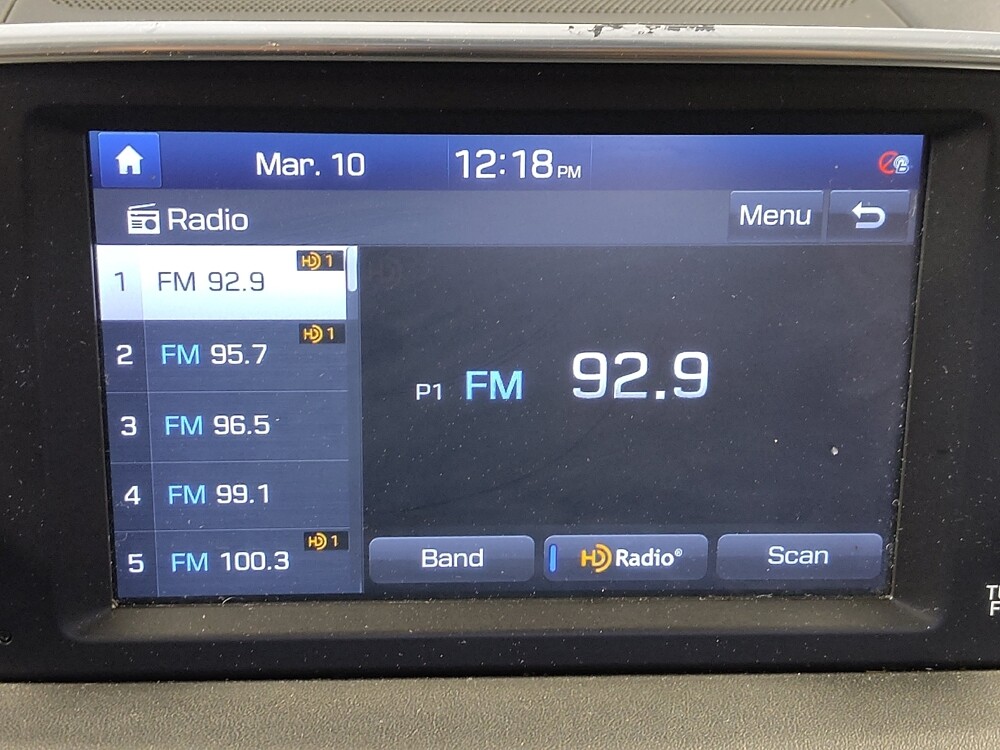 Mar. 10 12:18 PM
Radio Menu
1 FM 92.9 HD 1
2 FM 95.7 HD 1
3 FM 96.5
4 FM 99.1
5 FM 100.3 HD 1
P1 FM 92.9
Band HD Radio® Scan